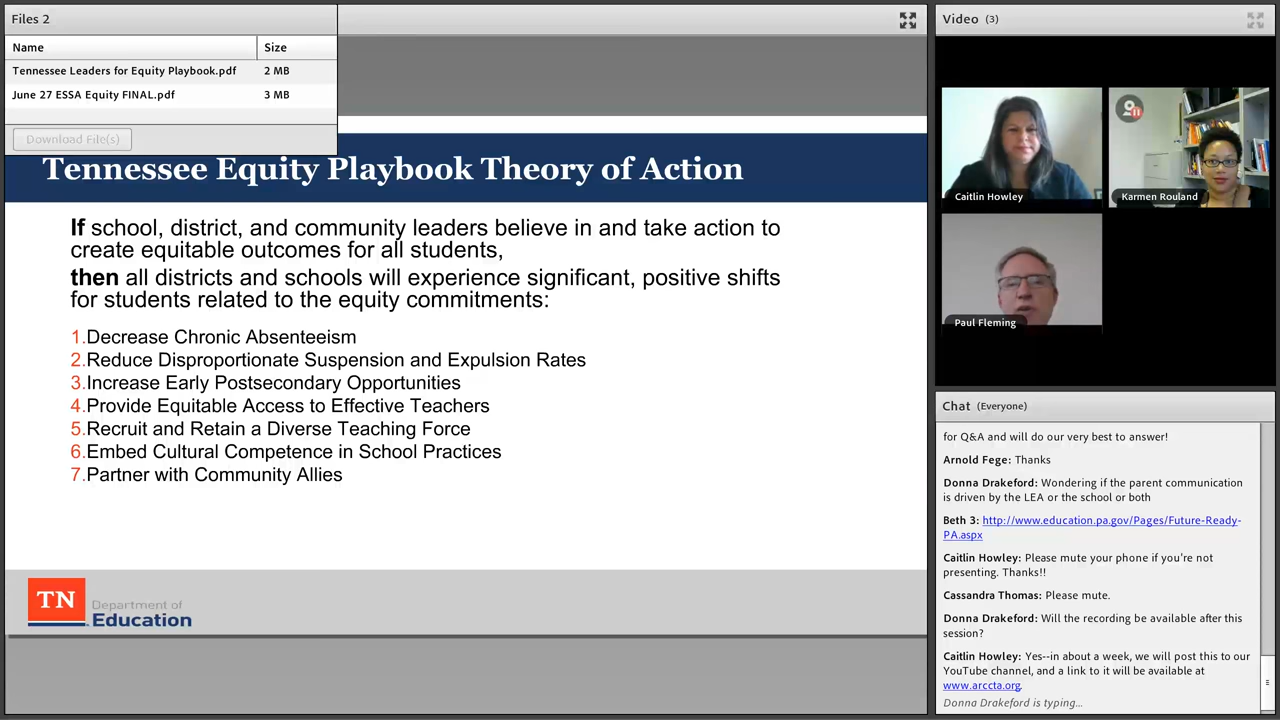 Files 2
Name Size
Tennessee Leaders for Equity Playbook.pdf 2 MB
June 27 ESSA Equity FINAL.pdf 3 MB
Download File(s)
Tennessee Equity Playbook Theory of Action
If school, district, and community leaders believe in and take action to
create equitable outcomes for all students,
then all districts and schools will experience significant, positive shifts
for students related to the equity commitments:
1.Decrease Chronic Absenteeism
2.Reduce Disproportionate Suspension and Expulsion Rates
3.Increase Early Postsecondary Opportunities
4.Provide Equitable Access to Effective Teachers
5.Recruit and Retain a Diverse Teaching Force
6.Embed Cultural Competence in School Practices
7.Partner with Community Allies
TN
Department of
Education
Video (3)
Caitlin Howley
Karmen Rouland
Paul Fleming
Chat (Everyone)
for Q&A and will do our very best to answer!
Arnold Fege: Thanks
Donna Drakeford: Wondering if the parent communication
is driven by the LEA or the school or both
Beth 3: http://www.education.pa.gov/Pages/Future-Ready-
PA.aspx
Caitlin Howley: Please mute your phone if you're not
presenting. Thanks!!
Cassandra Thomas: Please mute.
Donna Drakeford: Will the recording be available after this
session?
Caitlin Howley: Yes--in about a week, we will post this to our
YouTube channel, and a link to it will be available at
www.arccta.org.
Donna Drakeford is typing...